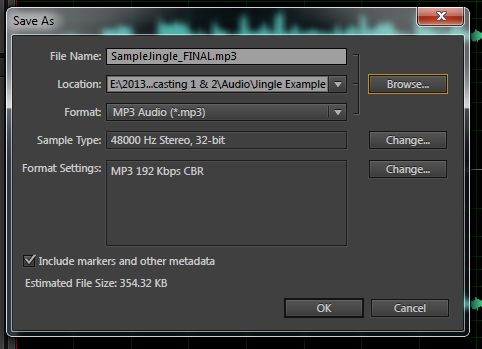 Save As
File Name: SampleJingle_FINAL.mp3
Location: E:\2013...casting 1 & 2\Audio\Jingle Example
Browse...
Format: MP3 Audio (*.mp3)
Sample Type: 48000 Hz Stereo, 32-bit
Change...
Format Settings: MP3 192 Kbps CBR
Change...
Include markers and other metadata
Estimated File Size: 354.32 KB
OK
Cancel